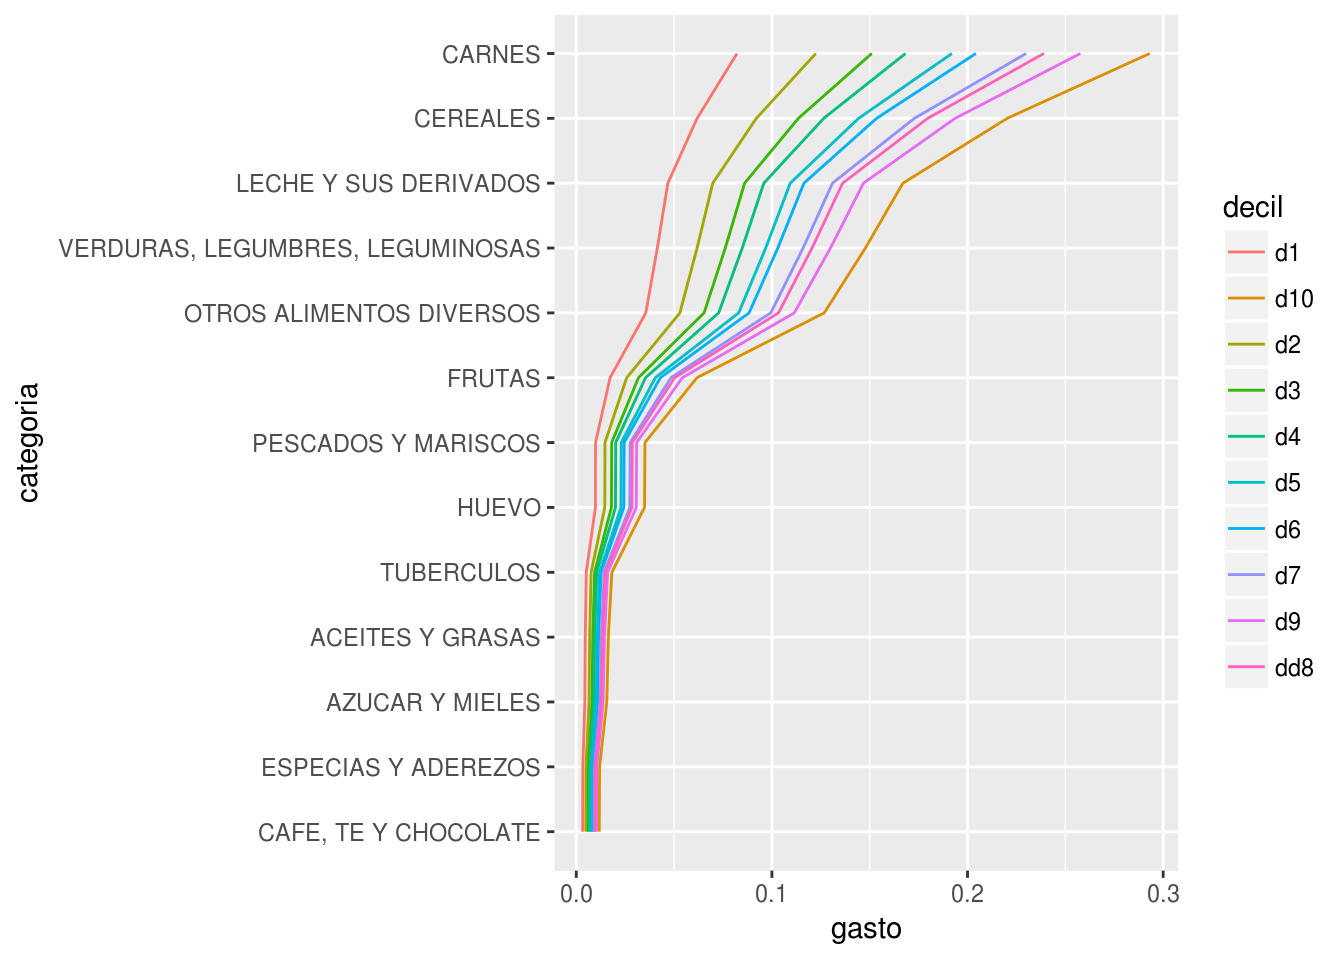 CARNES
CEREALES
LECHE Y SUS DERIVADOS
VERDURAS, LEGUMBRES, LEGUMINOSAS
OTROS ALIMENTOS DIVERSOS
FRUTAS
PESCADOS Y MARISCOS
HUEVO
TUBERCULOS
ACEITES Y GRASAS
AZUCAR Y MIELES
ESPECIAS Y ADEREZOS
CAFE, TE Y CHOCOLATE
categoria
0.0 0.1 0.2 0.3
gasto
decil
d1
d10
d2
d3
d4
d5
d6
d7
d9
dd8